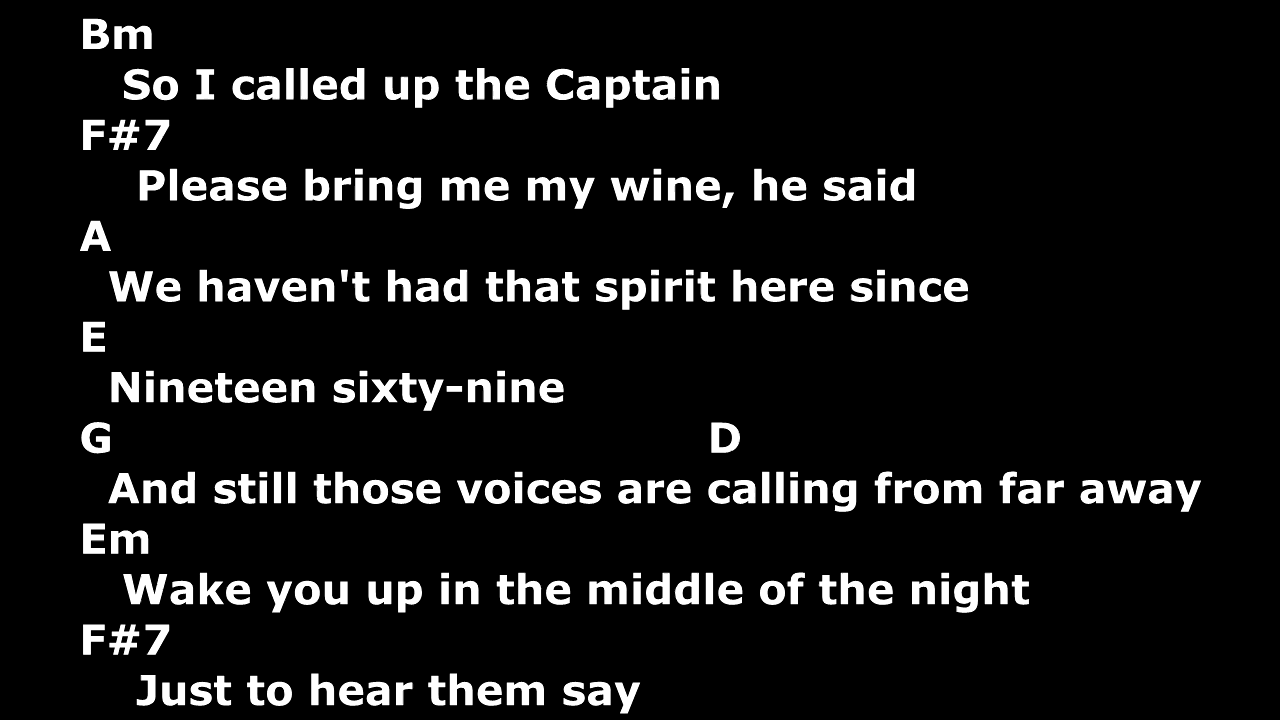 Bm
So I called up the Captain
F#7
Please bring me my wine, he said
A
We haven't had that spirit here since
E
Nineteen sixty-nine
G D
And still those voices are calling from far away
Em
Wake you up in the middle of the night
F#7
Just to hear them say